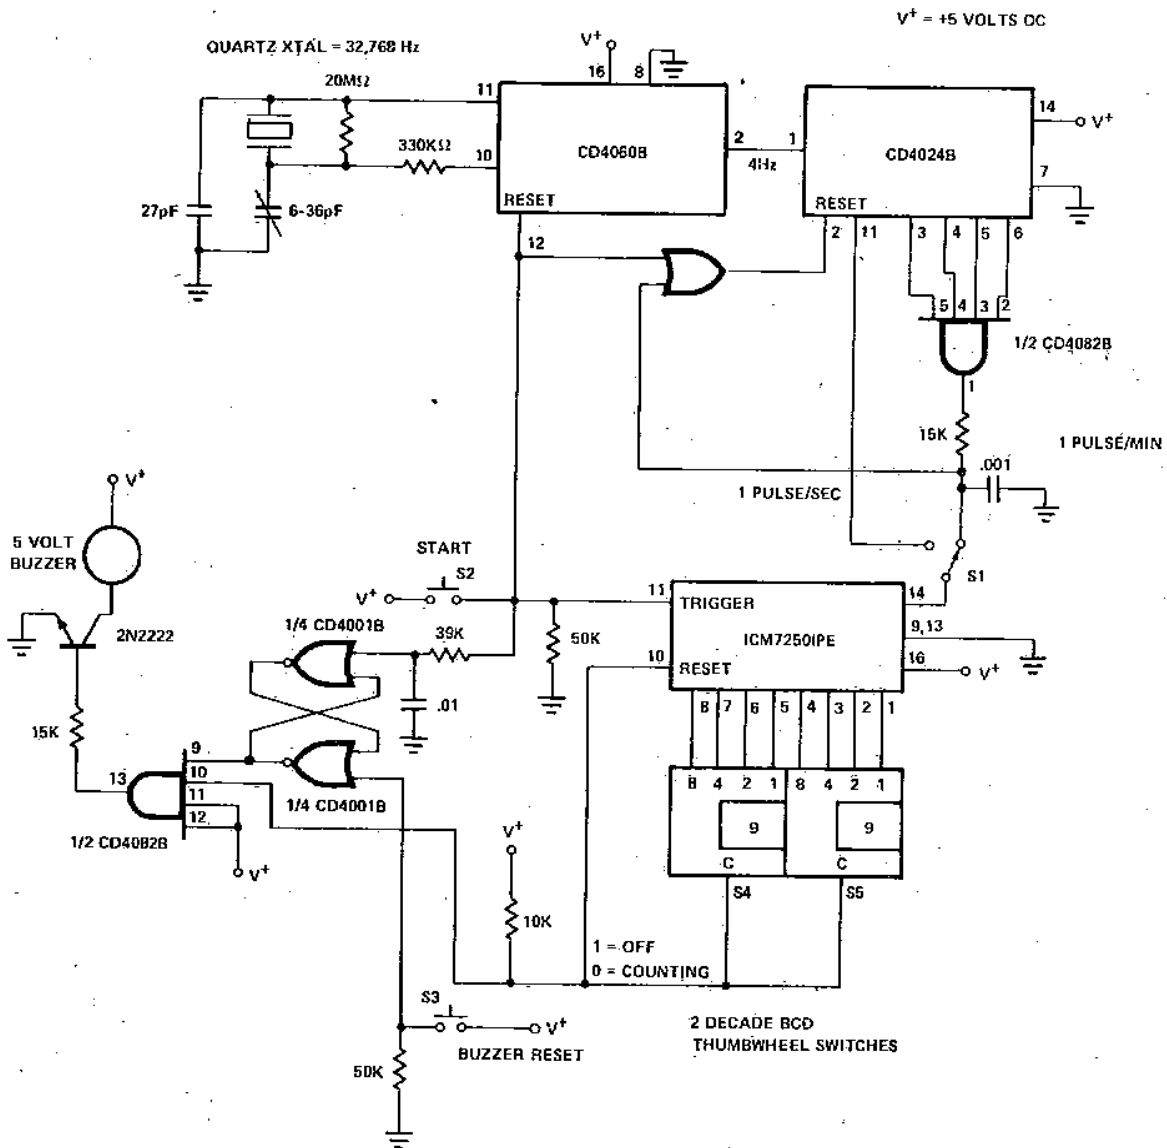 V+ = +5 VOLTS DC
QUARTZ XTAL = 32,768 Hz
V+
16
8
20MΩ
11
14
V+
330KΩ
10
CD4060B
2
4Hz
1
CD4024B
7
27pF
6-36pF
RESET
RESET
12
2
11
3
4
5
6
5
4
3
2
1/2 CD4082B
1
15K
1 PULSE/MIN
.001
1 PULSE/SEC
V+
5 VOLT
BUZZER
START
S2
S1
V+
11
TRIGGER
14
2N2222
1/4 CD4001B
39K
50K
ICM7250IPE
9,13
10
RESET
16
V+
.01
8
7
6
5
4
3
2
1
15K
9
10
13
11
12
1/4 CD4001B
8
4
2
1
8
4
2
1
9
9
1/2 CD4082B
V+
V+
C
C
S4
S5
10K
1 = OFF
0 = COUNTING
S3
V+
BUZZER RESET
2 DECADE BCD
THUMBWHEEL SWITCHES
50K